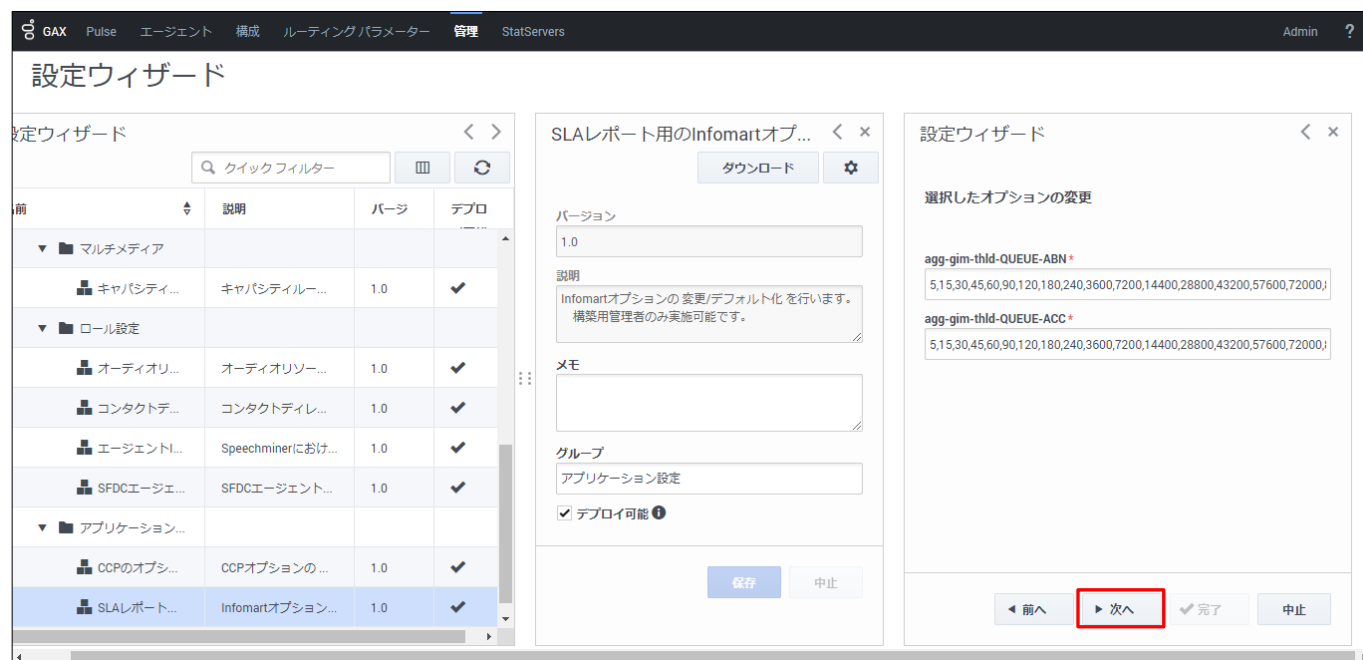 GAX Pulse エージェント 構成 ルーティング パラメーター 管理 StatServers Admin ?
設定ウィザード
定ウィザード
クイック フィルター
前 説明 バージ デプロ
マルチメディア
キャパシティ... キャパシティルー... 1.0
ロール設定
オーディオリ... オーディオリソー... 1.0
コンタクトデ... コンタクトディレ... 1.0
エージェントI... Speechminerにおけ... 1.0
SFDCエージェ... SFDCエージェント... 1.0
アプリケーション...
CCPのオプシ... CCPオプションの ... 1.0
SLAレポート... Infomartオプション... 1.0
SLAレポート用のInfomartオプ...
ダウンロード
バージョン
1.0
説明
Infomartオプションの 変更/デフォルト化 を行います。
構築用管理者のみ実施可能です。
メモ
グループ
アプリケーション設定
デプロイ可能
保存 中止
設定ウィザード
選択したオプションの変更
agg-gim-thld-QUEUE-ABN *
5,15,30,45,60,90,120,180,240,3600,7200,14400,28800,43200,57600,72000,
agg-gim-thld-QUEUE-ACC *
5,15,30,45,60,90,120,180,240,3600,7200,14400,28800,43200,57600,72000,
前へ 次へ 完了 中止